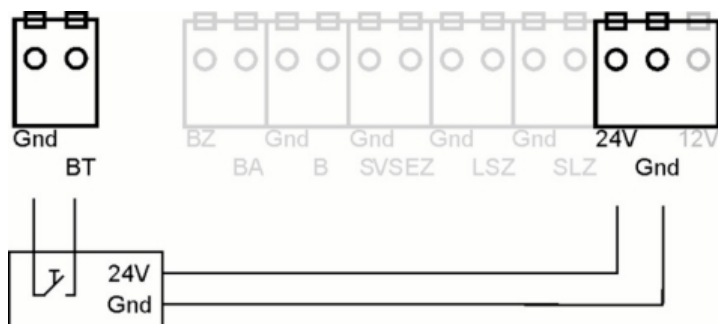 Gnd BZ Gnd Gnd Gnd Gnd 24V 12V
BT BA B SVSEZ LSZ SLZ Gnd
24V
Gnd